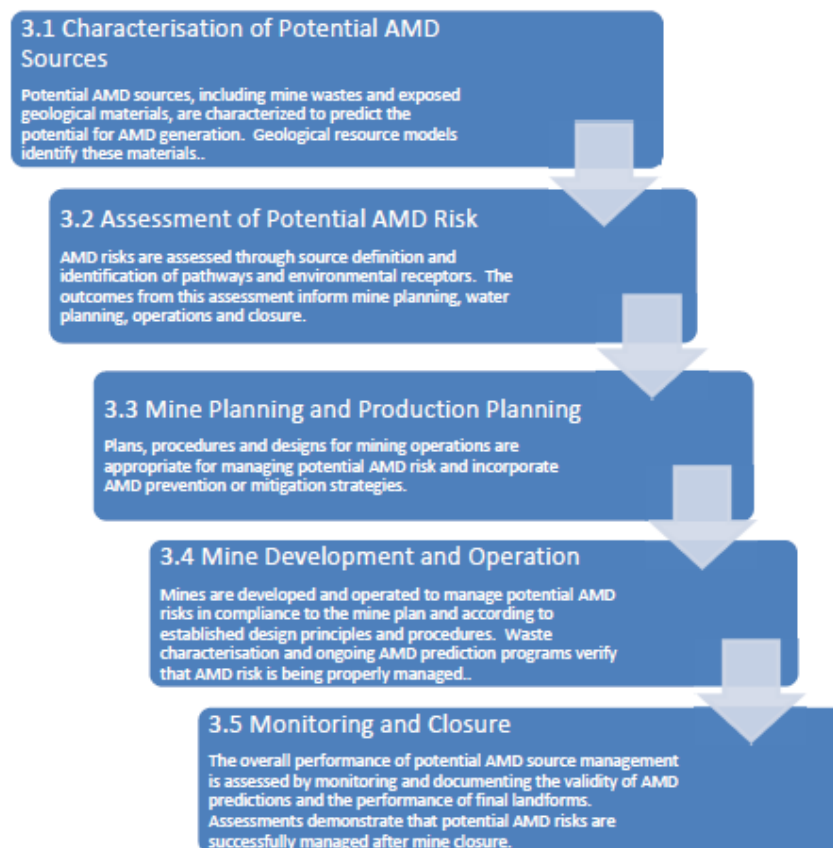 3.1 Characterisation of Potential AMD
Sources
Potential AMD sources, including mine wastes and exposed
geological materials, are characterized to predict the
potential for AMD generation. Geological resource models
identify these materials..
3.2 Assessment of Potential AMD Risk
AMD risks are assessed through source definition and
identification of pathways and environmental receptors. The
outcomes from this assessment inform mine planning, water
planning, operations and closure.
3.3 Mine Planning and Production Planning
Plans, procedures and designs for mining operations are
appropriate for managing potential AMD risk and incorporate
AMD prevention or mitigation strategies.
3.4 Mine Development and Operation
Mines are developed and operated to manage potential AMD
risks in compliance to the mine plan and according to
established design principles and procedures. Waste
characterisation and ongoing AMD prediction programs verify
that AMD risk is being properly managed..
3.5 Monitoring and Closure
The overall performance of potential AMD source management
is assessed by monitoring and documenting the validity of AMD
predictions and the performance of final landforms.
Assessments demonstrate that potential AMD risks are
successfully managed after mine closure.